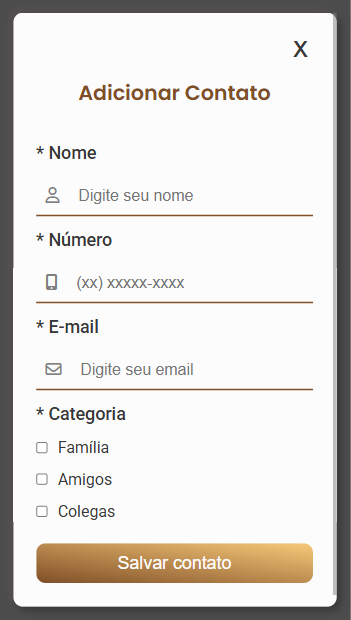 X
Adicionar Contato
* Nome
Digite seu nome
* Número
(xx) xxxxx-xxxx
* E-mail
Digite seu email
* Categoria
Família
Amigos
Colegas
Salvar contato